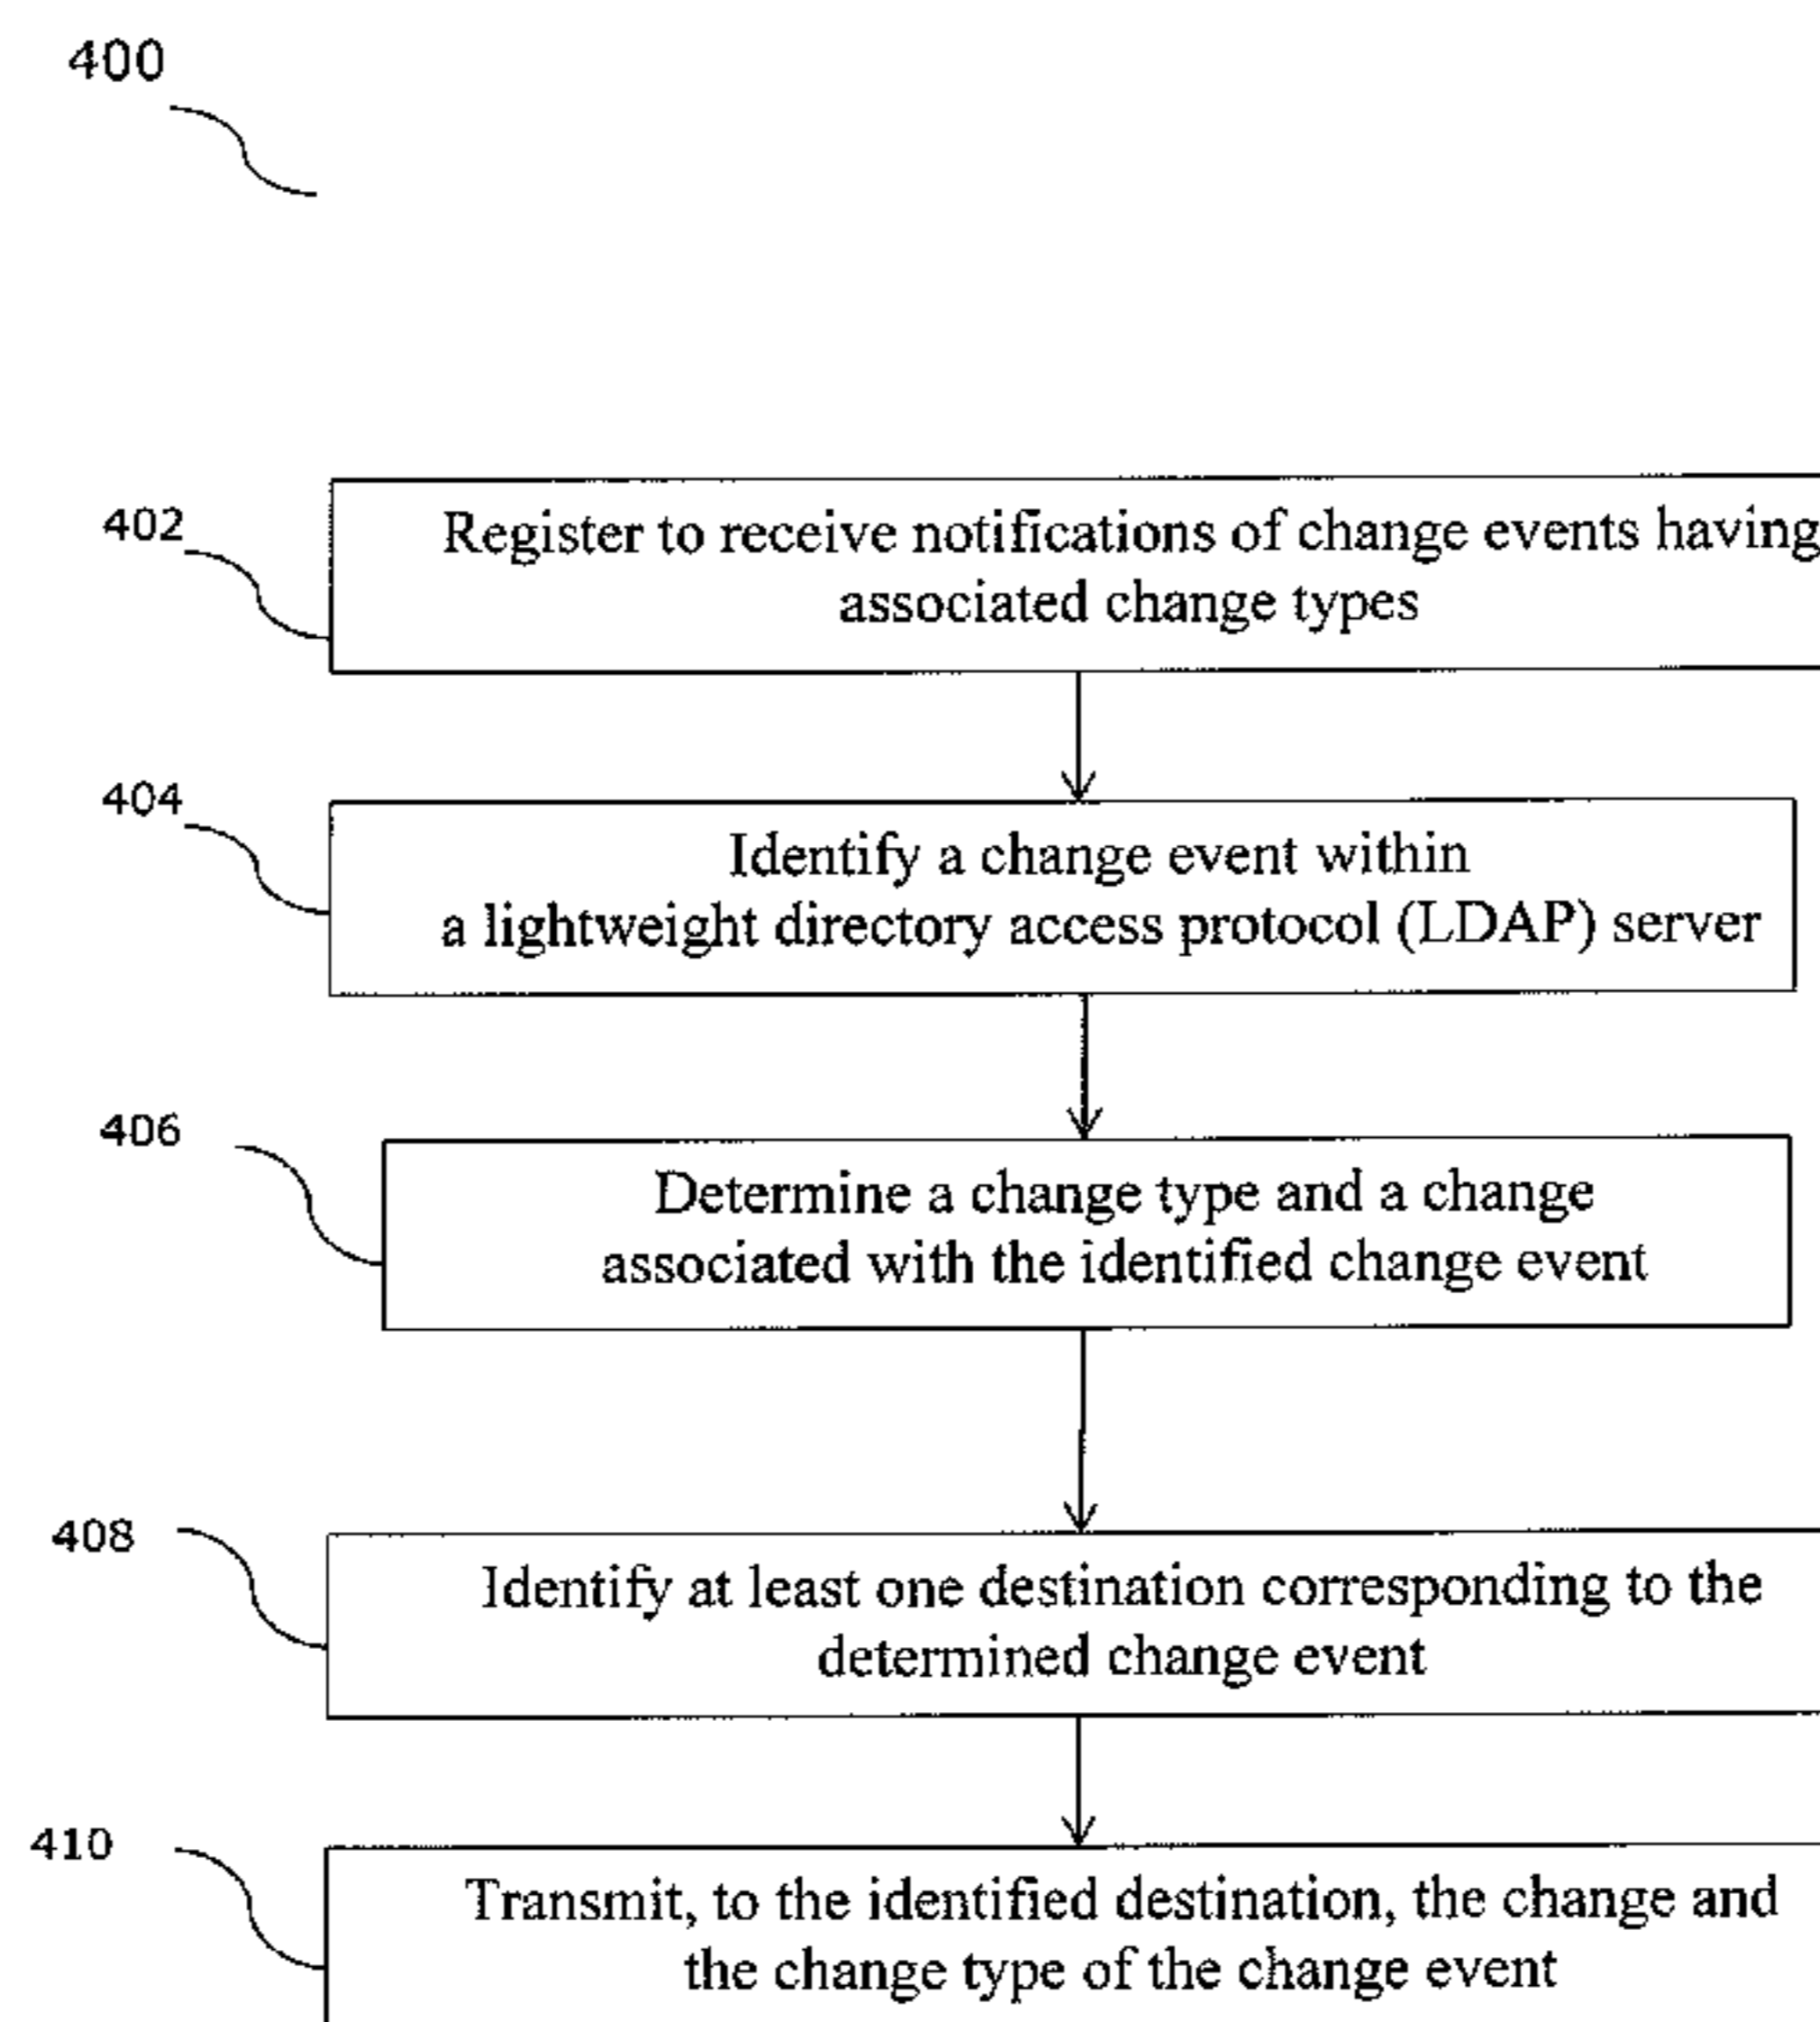 400
402
Register to receive notifications of change events having
associated change types
404
Identify a change event within
a lightweight directory access protocol (LDAP) server
406
Determine a change type and a change
associated with the identified change event
408
Identify at least one destination corresponding to the
determined change event
410
Transmit, to the identified destination, the change and
the change type of the change event